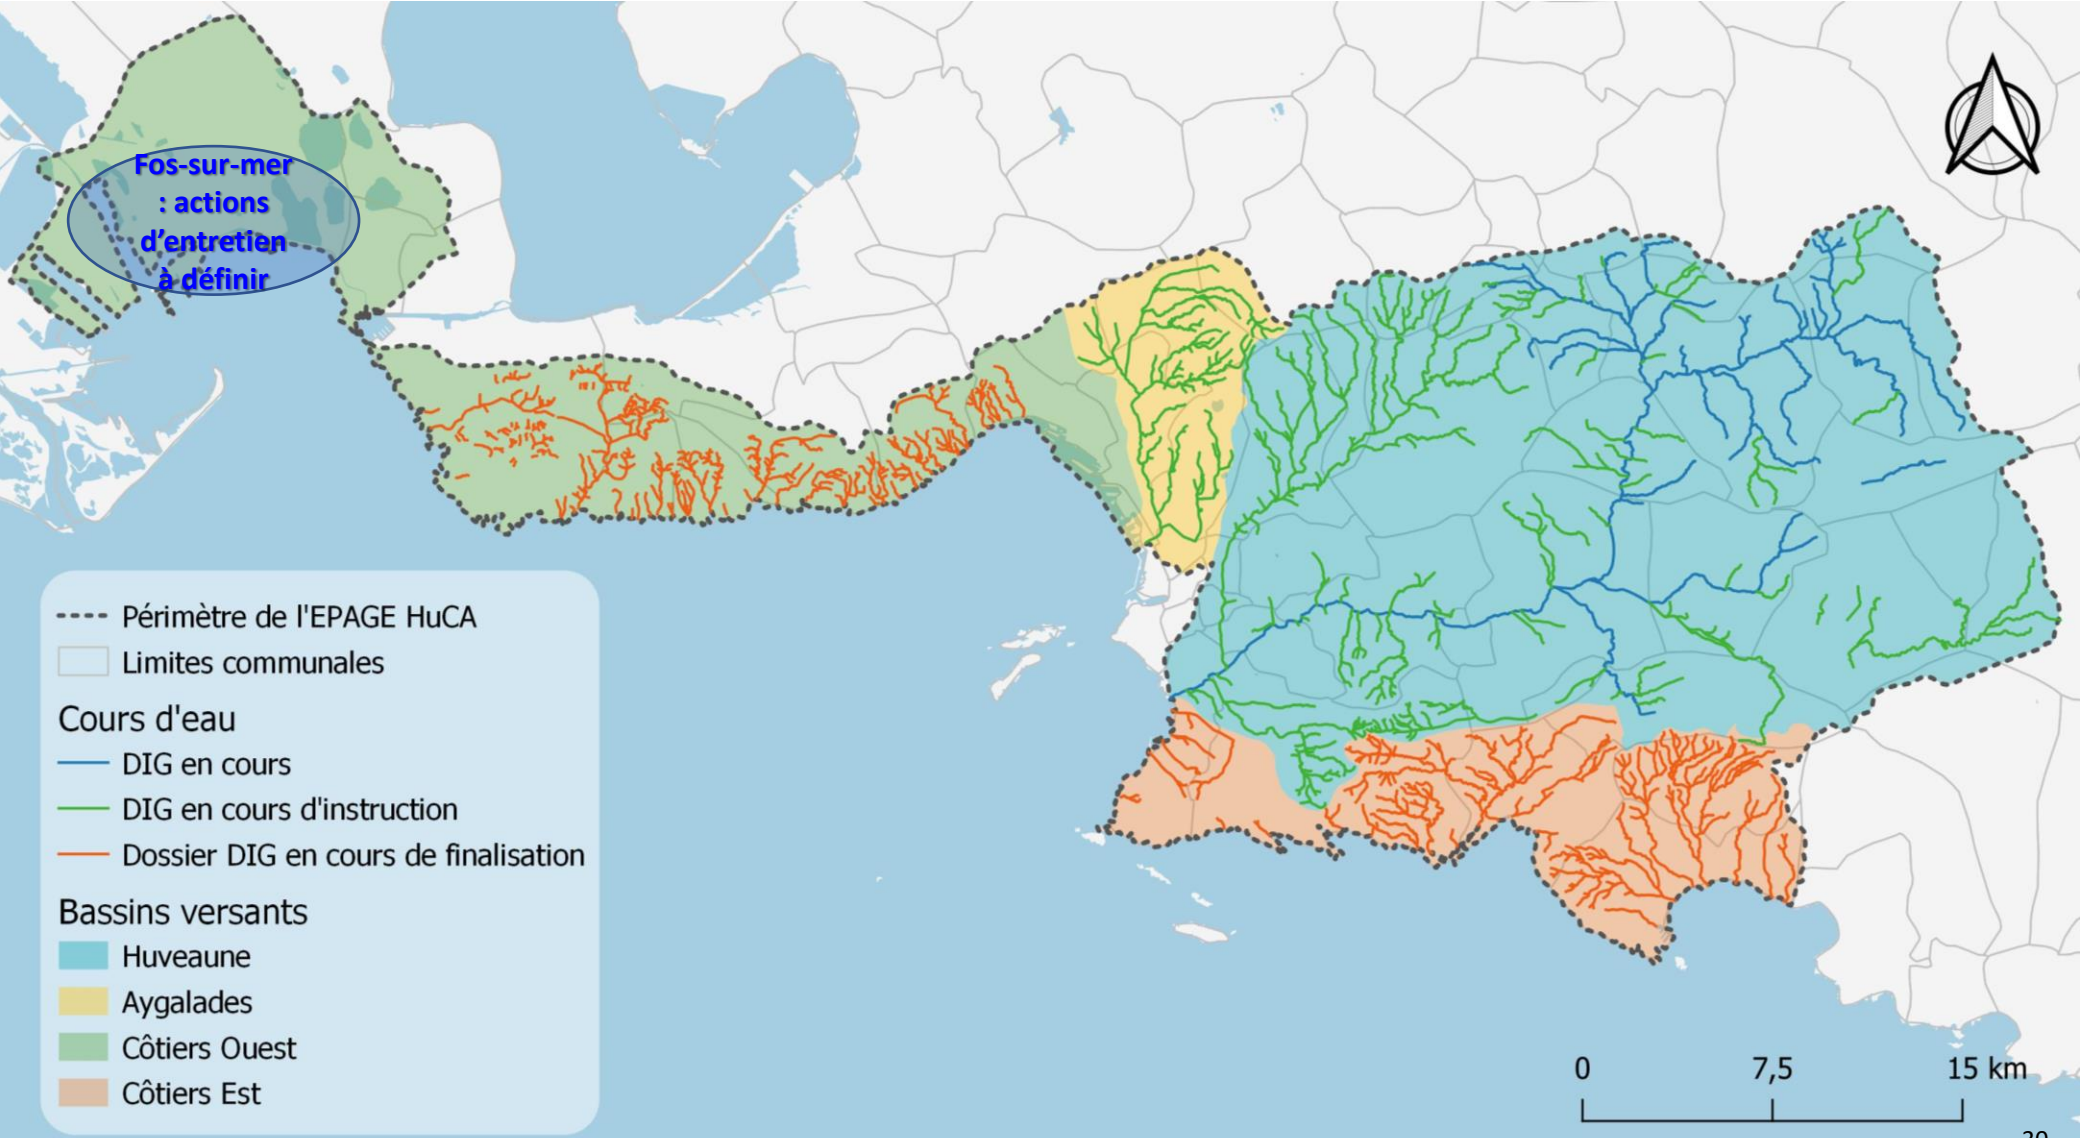 Fos-sur-mer
: actions
d’entretien
à définir
Périmètre de l'EPAGE HuCA
Limites communales
Cours d'eau
DIG en cours
DIG en cours d'instruction
Dossier DIG en cours de finalisation
Bassins versants
Huveaune
Aygalades
Côtiers Ouest
Côtiers Est
0 7,5 15 km